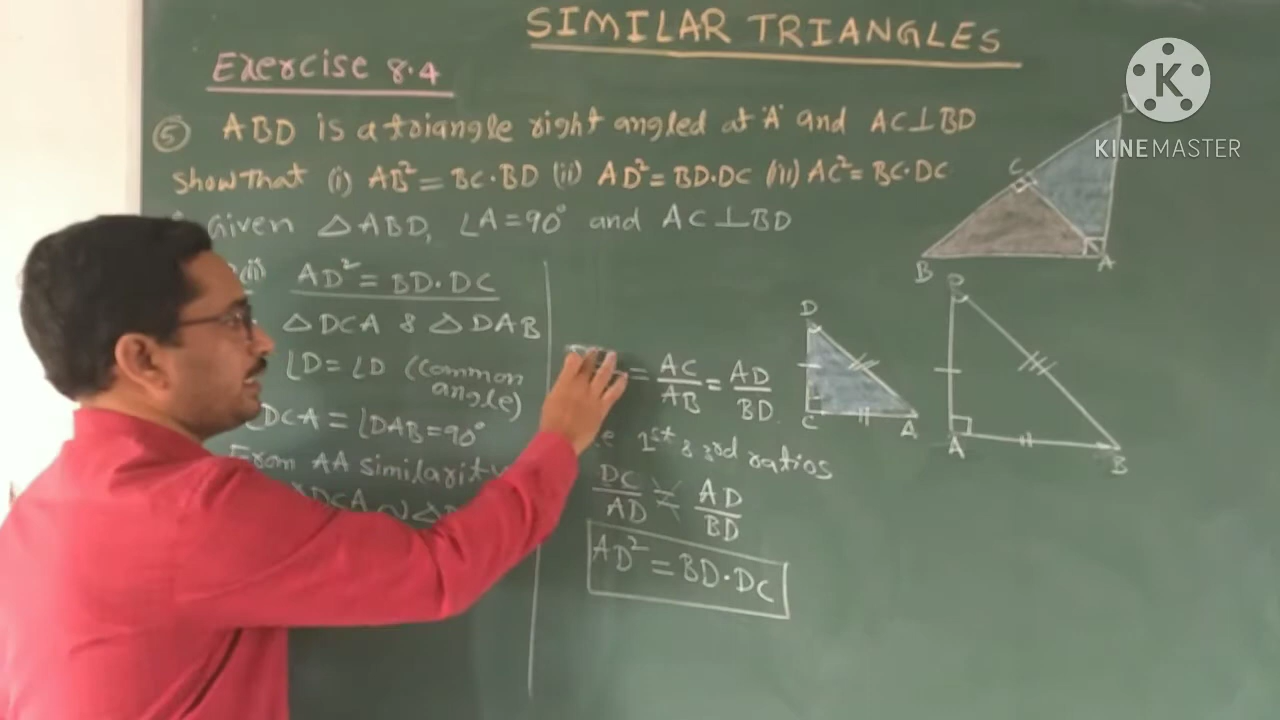 SIMILAR TRIANGLES
Exercise 8.4
⑤ ABD is a triangle right angled at 'A' and AC⊥BD
show that (i) AB² = BC·BD (ii) AD² = BD·DC (iii) AC² = BC·DC
Given △ABD, ∠A = 90° and AC⊥BD
(ii) AD² = BD·DC
△DCA & △DAB
∠D = ∠D (common
angle)
∠DCA = ∠DAB = 90°
From AA similarity
DCA ~ △
= AC/AB = AD/BD
1st & 3rd ratios
DC/AD = AD/BD
AD² = BD·DC
C
B
A
D
C
A
D
A
B
K
KINEMASTER